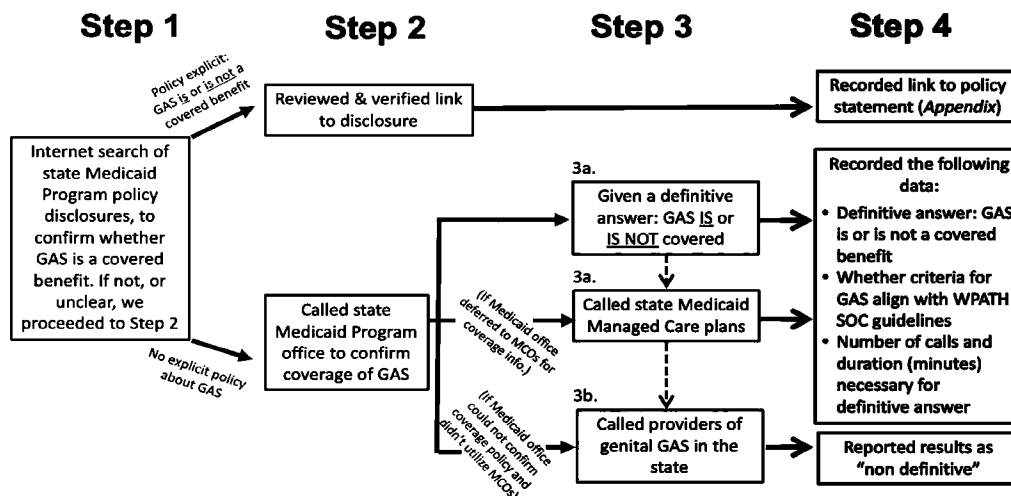 Step 1
Step 2
Step 3
Step 4
Policy explicit:
GAS is or is not a
covered benefit
Internet search of
state Medicaid
Program policy
disclosures, to
confirm whether
GAS is a covered
benefit. If not, or
unclear, we
proceeded to Step 2
No explicit policy
about GAS
Reviewed & verified link
to disclosure
Called state
Medicaid Program
office to confirm
coverage of GAS
(If Medicaid office
deferred to MCOs for
coverage info.)
(If Medicaid office
could not confirm
coverage policy and
didn't utilize MCOs)
3a.
Given a definitive
answer: GAS IS or
IS NOT covered
3a.
Called state Medicaid
Managed Care plans
3b.
Called providers of
genital GAS in the
state
Recorded link to policy
statement (Appendix)
Recorded the following
data:
• Definitive answer: GAS
is or is not a covered
benefit
• Whether criteria for
GAS align with WPATH
SOC guidelines
• Number of calls and
duration (minutes)
necessary for
definitive answer
Reported results as
"non definitive"